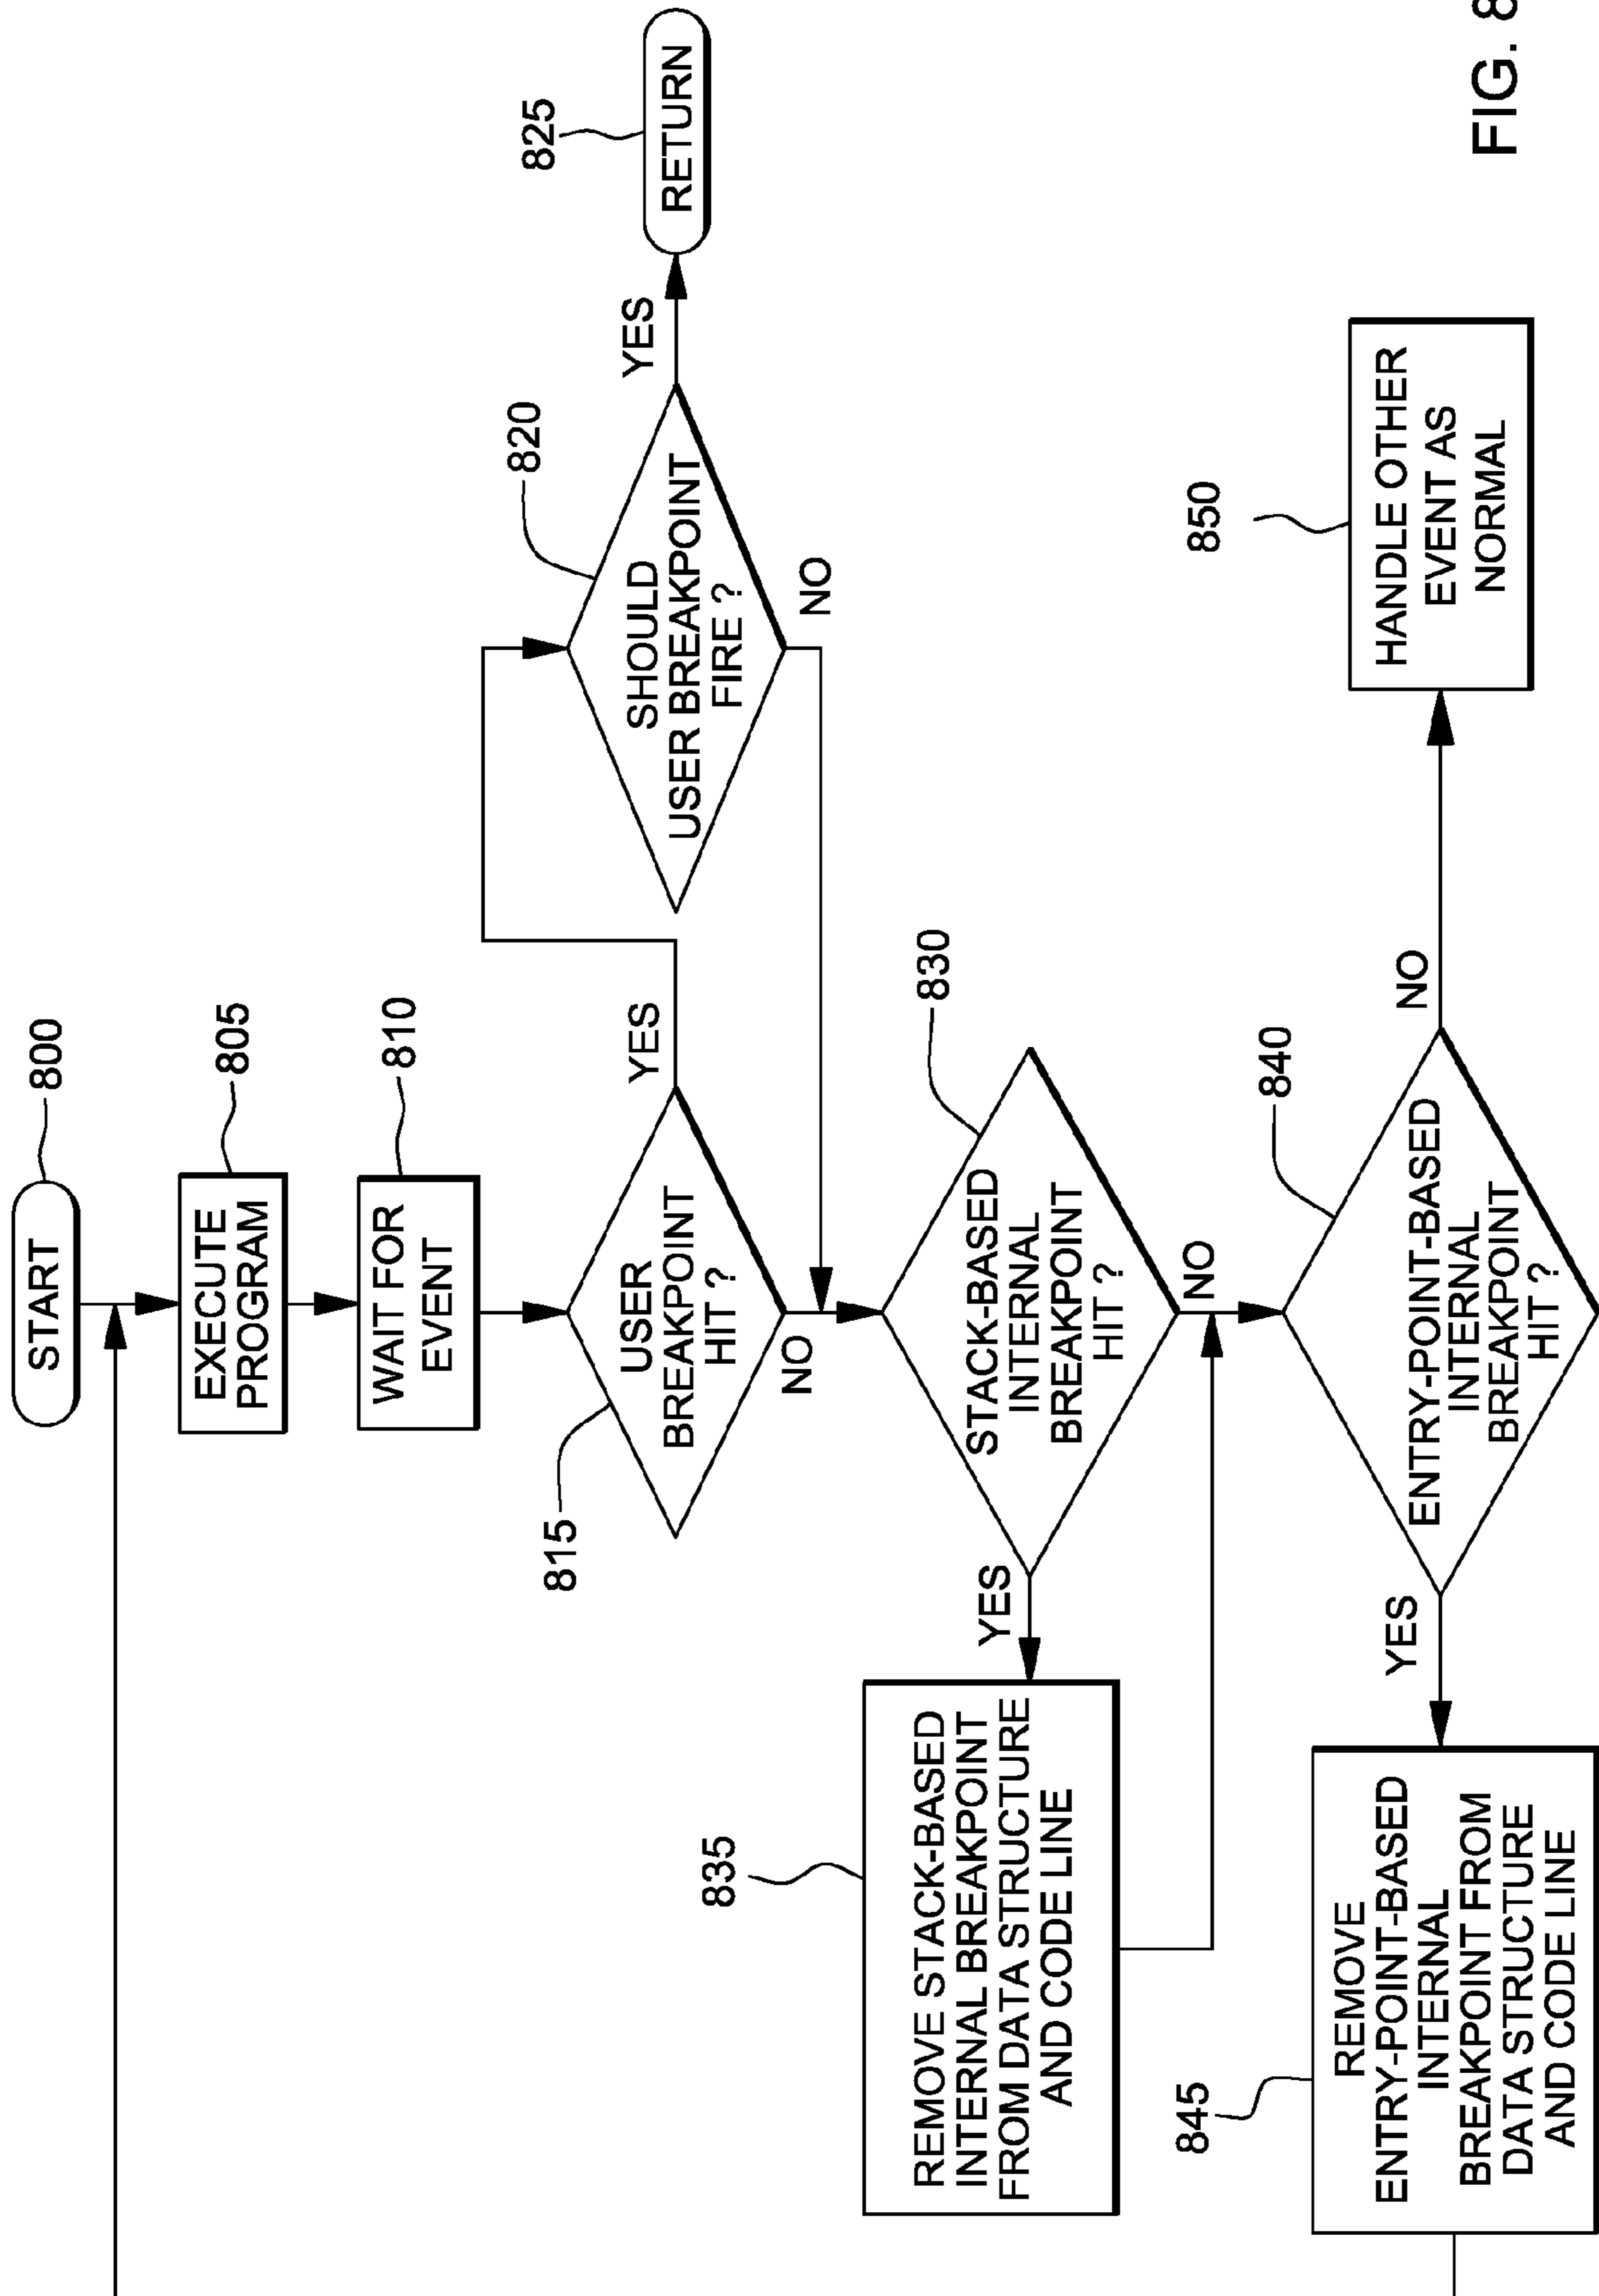 START
800
EXECUTE
PROGRAM
805
WAIT FOR
EVENT
810
USER
BREAKPOINT
HIT ?
815
YES
NO
SHOULD
USER BREAKPOINT
FIRE ?
820
YES
NO
RETURN
825
STACK-BASED
INTERNAL
BREAKPOINT
HIT ?
830
YES
NO
REMOVE STACK-BASED
INTERNAL BREAKPOINT
FROM DATA STRUCTURE
AND CODE LINE
835
ENTRY-POINT-BASED
INTERNAL
BREAKPOINT
HIT ?
840
YES
NO
REMOVE
ENTRY-POINT-BASED
INTERNAL
BREAKPOINT FROM
DATA STRUCTURE
AND CODE LINE
845
HANDLE OTHER
EVENT AS
NORMAL
850
FIG. 8